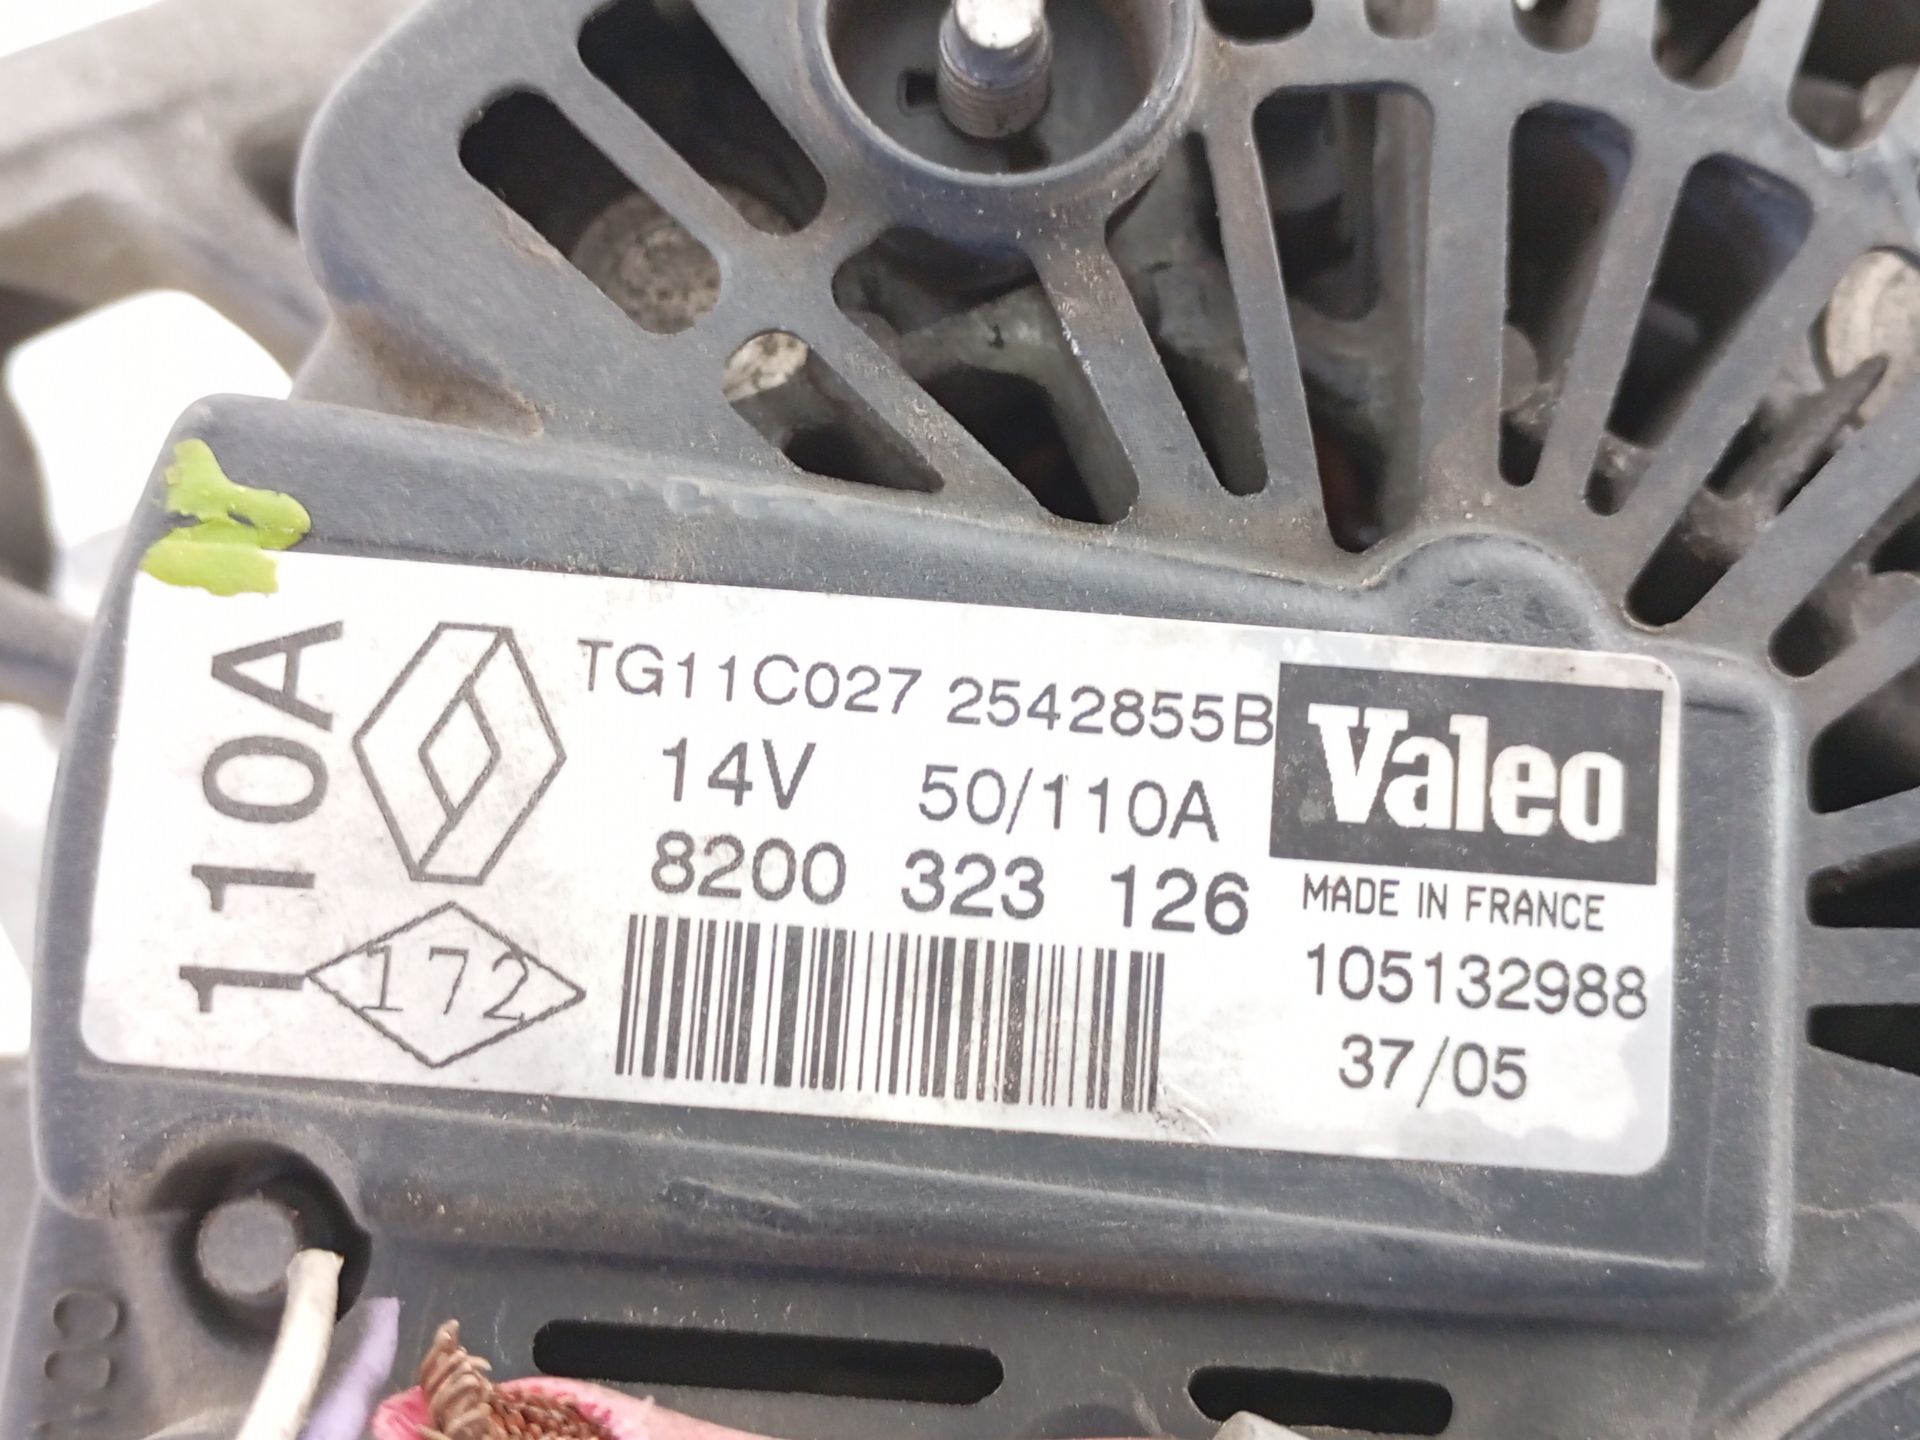 110A
TG11C027 2542855B
14V 50/110A
8200 323 126
172
Valeo
MADE IN FRANCE
105132988
37/05